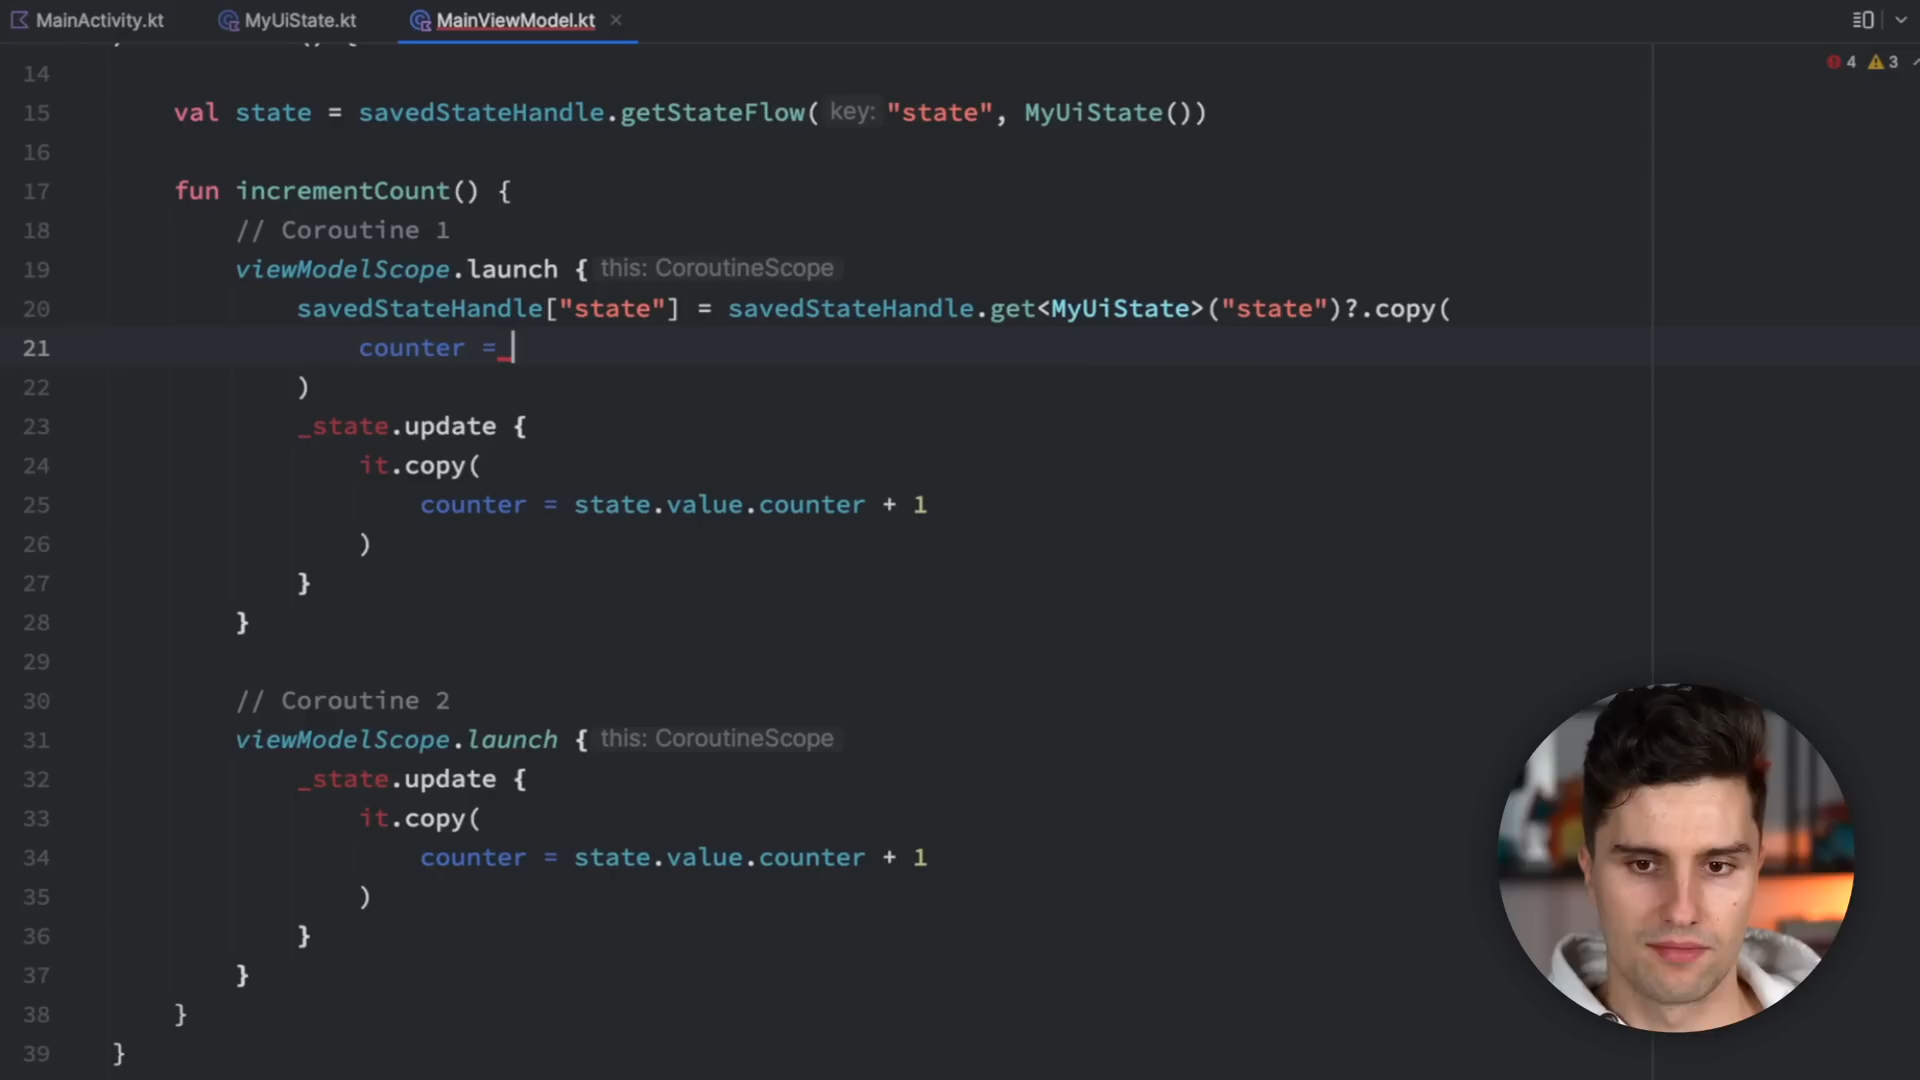 MainActivity.kt MyUiState.kt MainViewModel.kt
4 3
14
15 val state = savedStateHandle.getStateFlow( key: "state", MyUiState())
16
17 fun incrementCount() {
18 // Coroutine 1
19 viewModelScope.launch { this: CoroutineScope
20 savedStateHandle["state"] = savedStateHandle.get<MyUiState>("state")?.copy(
21 counter =
22 )
23 _state.update {
24 it.copy(
25 counter = state.value.counter + 1
26 )
27 }
28 }
29
30 // Coroutine 2
31 viewModelScope.launch { this: CoroutineScope
32 _state.update {
33 it.copy(
34 counter = state.value.counter + 1
35 )
36 }
37 }
38 }
39 }